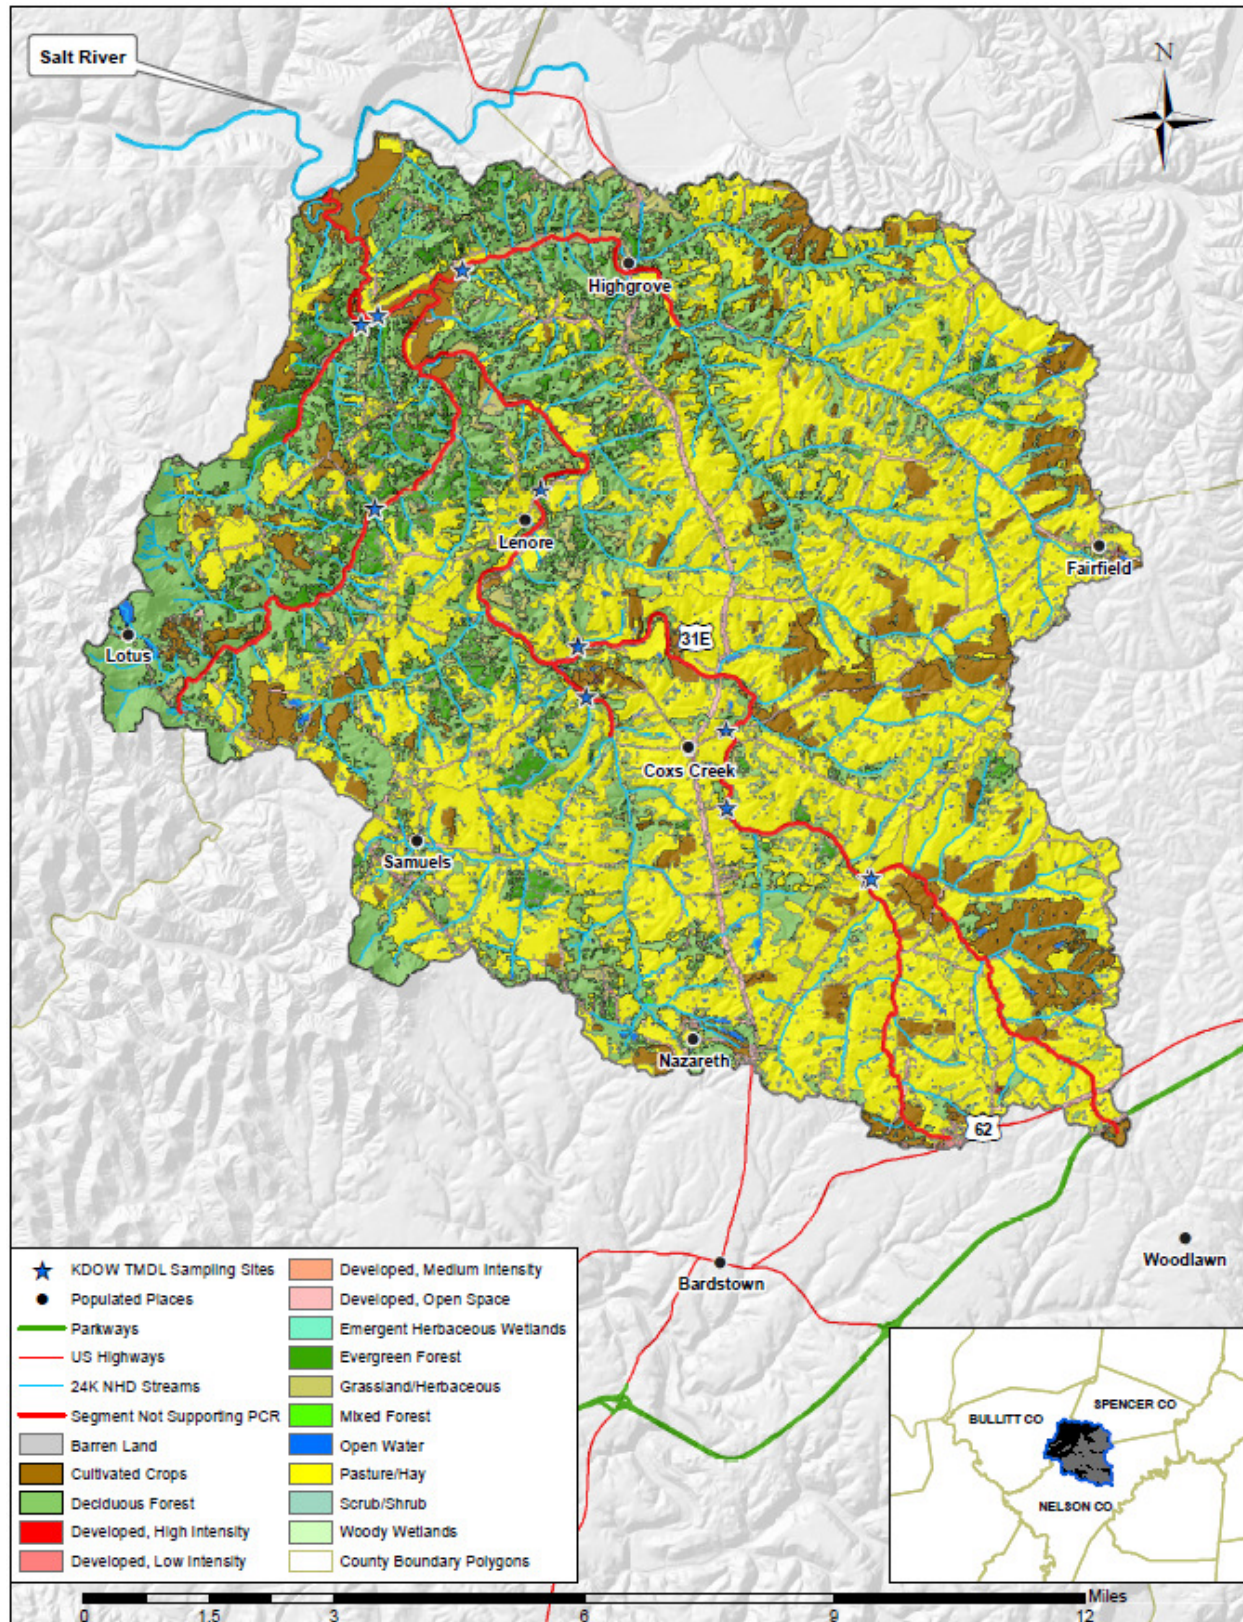 Salt River
N
Highgrove
Lenore
Fairfield
Lotus
31E
Coxs Creek
Samuels
Nazareth
62
Bardstown
Woodlawn
KDOW TMDL Sampling Sites
Populated Places
Parkways
US Highways
24K NHD Streams
Segment Not Supporting PCR
Barren Land
Cultivated Crops
Deciduous Forest
Developed, High Intensity
Developed, Low Intensity
Developed, Medium Intensity
Developed, Open Space
Emergent Herbaceous Wetlands
Evergreen Forest
Grassland/Herbaceous
Mixed Forest
Open Water
Pasture/Hay
Scrub/Shrub
Woody Wetlands
County Boundary Polygons
BULLITT CO
SPENCER CO
NELSON CO
Miles
0 1.5 3 6 9 12